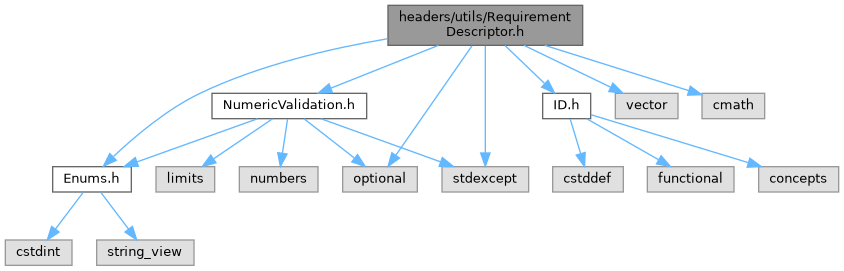 headers/utils/Requirement
Descriptor.h
NumericValidation.h
ID.h
vector
cmath
Enums.h
limits
numbers
optional
stdexcept
cstddef
functional
concepts
cstdint
string_view